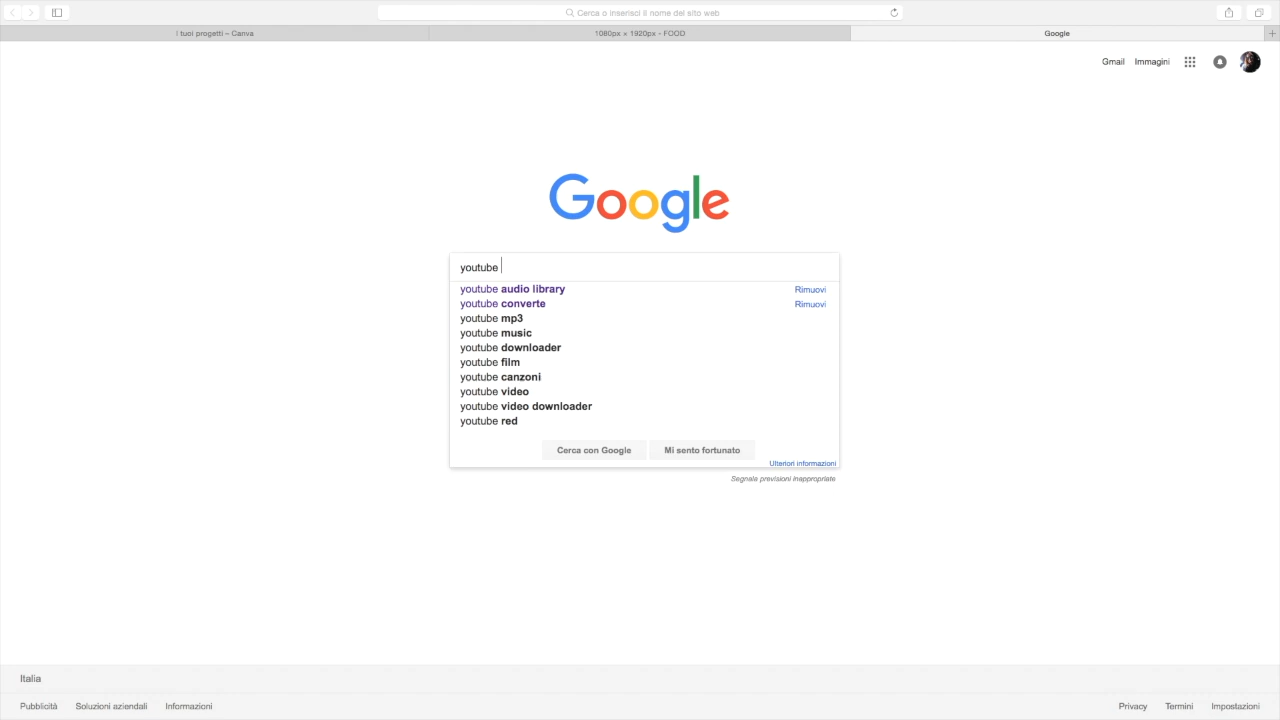 Cerca o inserisci il nome del sito web
I tuoi progetti – Canva
1080px × 1920px - FOOD
Google
Gmail Immagini
Google
youtube
youtube audio library Rimuovi
youtube converte Rimuovi
youtube mp3
youtube music
youtube downloader
youtube film
youtube canzoni
youtube video
youtube video downloader
youtube red
Cerca con Google Mi sento fortunato
Ulteriori informazioni
Segnala previsioni inappropriate
Italia
Pubblicità Soluzioni aziendali Informazioni Privacy Termini Impostazioni